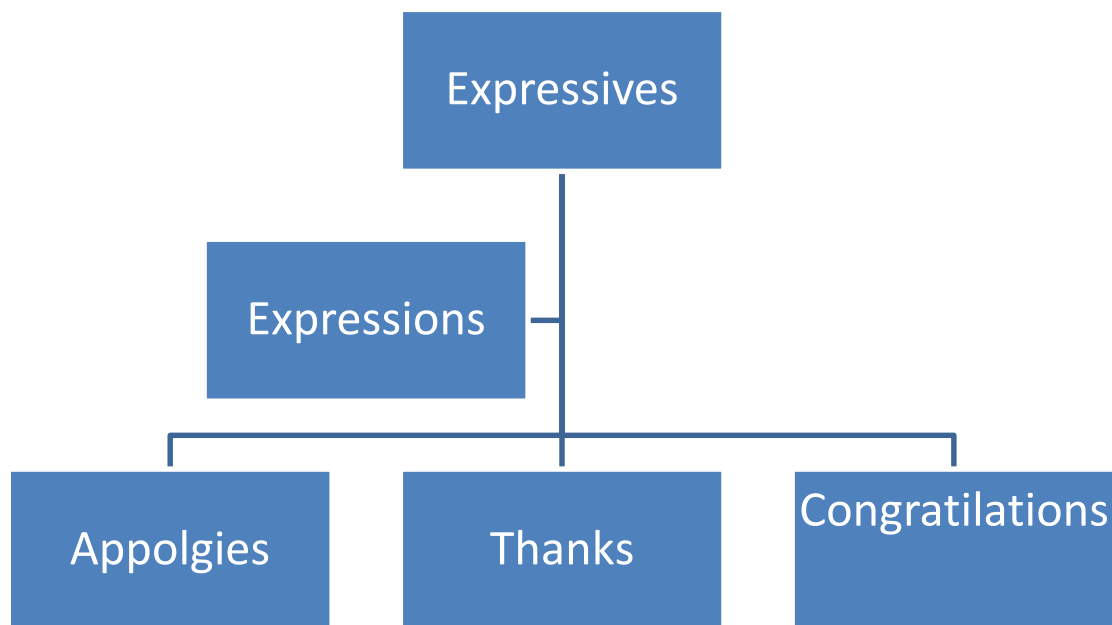 Expressives
Expressions
Appolgies
Thanks
Congratilations